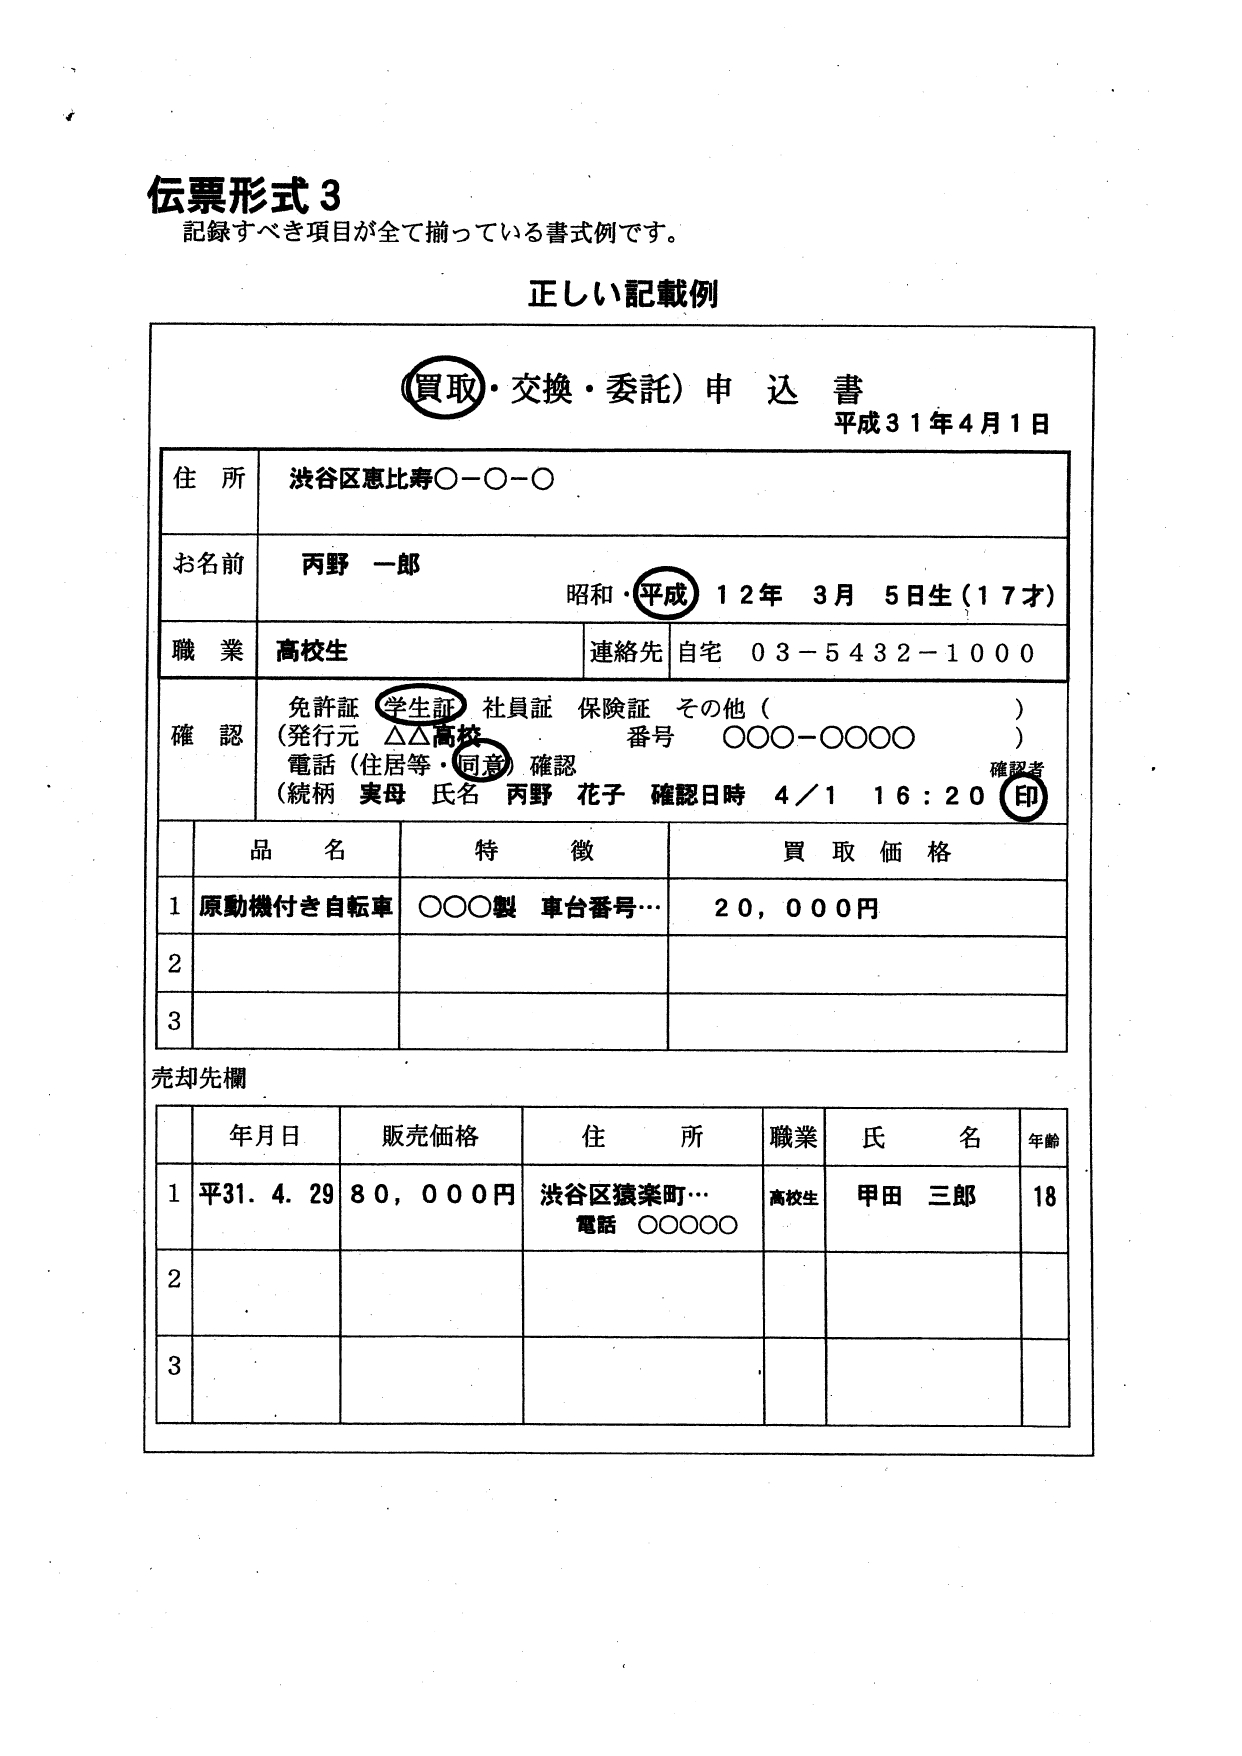 伝票形式３
記録すべき項目が全て揃っている書式例です。
正しい記載例
（買取・交換・委託）申　込　書
平成３１年４月１日
住　所　渋谷区恵比寿○－○－○
お名前　丙野　一郎
昭和・平成　１２年　３月　５日生（１７才）
職　業　高校生　連絡先　自宅　０３－５４３２－１０００
免許証　学生証　社員証　保険証　その他（　）
確　認　（発行元　△△高校　番号　○○○－○○○○　）
電話（住居等・同意）確認　確認者
（続柄　実母　氏名　丙野　花子　確認日時　４／１　１６：２０　印
品　名　特　徴　買　取　価　格
１　原動機付き自転車　○○○製　車台番号…　２０，０００円
２
３
売却先欄
年月日　販売価格　住　所　職業　氏　名　年齢
１　平31．4．29　８０，０００円　渋谷区猿楽町…　高校生　甲田　三郎　18
電話　○○○○○
２
３